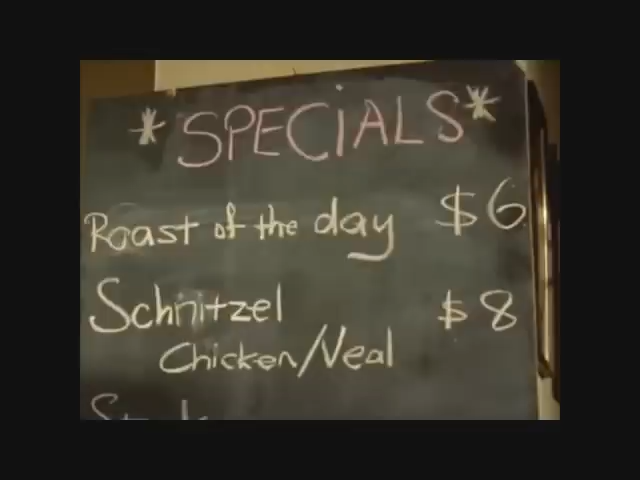 * SPECiALS *
Roast of the day $6
Schnitzel $8
Chicken/Veal